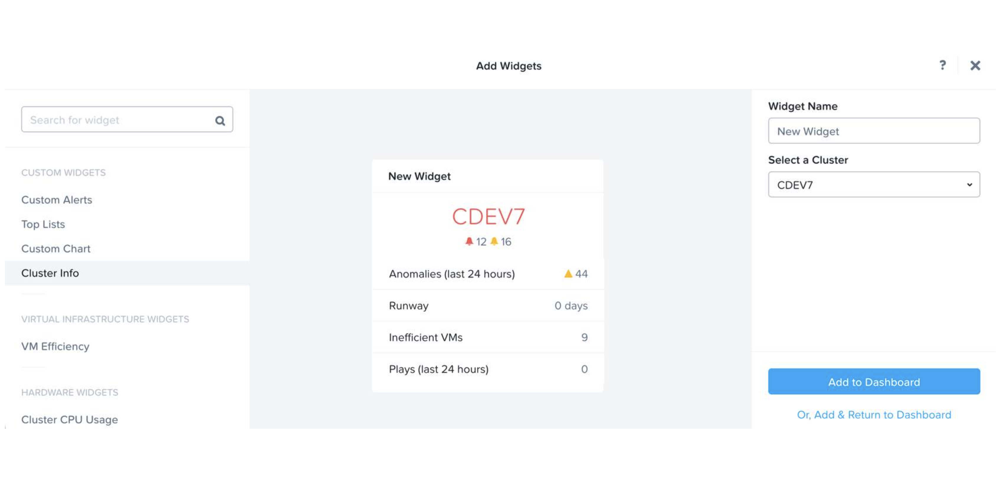 Add Widgets
?
Search for widget
CUSTOM WIDGETS
Custom Alerts
Top Lists
Custom Chart
Cluster Info
VIRTUAL INFRASTRUCTURE WIDGETS
VM Efficiency
HARDWARE WIDGETS
Cluster CPU Usage
New Widget
CDEV7
12 16
Anomalies (last 24 hours) 44
Runway 0 days
Inefficient VMs 9
Plays (last 24 hours) 0
Widget Name
New Widget
Select a Cluster
CDEV7
Add to Dashboard
Or, Add & Return to Dashboard